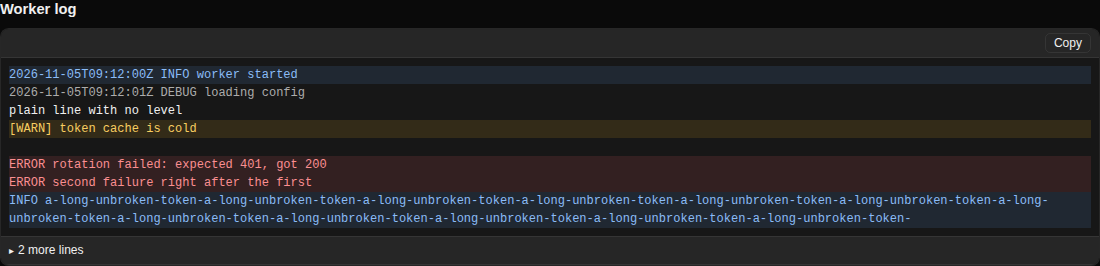 Worker log
Copy
2026-11-05T09:12:00Z INFO worker started
2026-11-05T09:12:01Z DEBUG loading config
plain line with no level
[WARN] token cache is cold
ERROR rotation failed: expected 401, got 200
ERROR second failure right after the first
INFO a-long-unbroken-token-a-long-unbroken-token-a-long-unbroken-token-a-long-unbroken-token-a-long-unbroken-token-a-long-unbroken-token-a-long-
unbroken-token-a-long-unbroken-token-a-long-unbroken-token-a-long-unbroken-token-a-long-unbroken-token-a-long-unbroken-token-
▸ 2 more lines